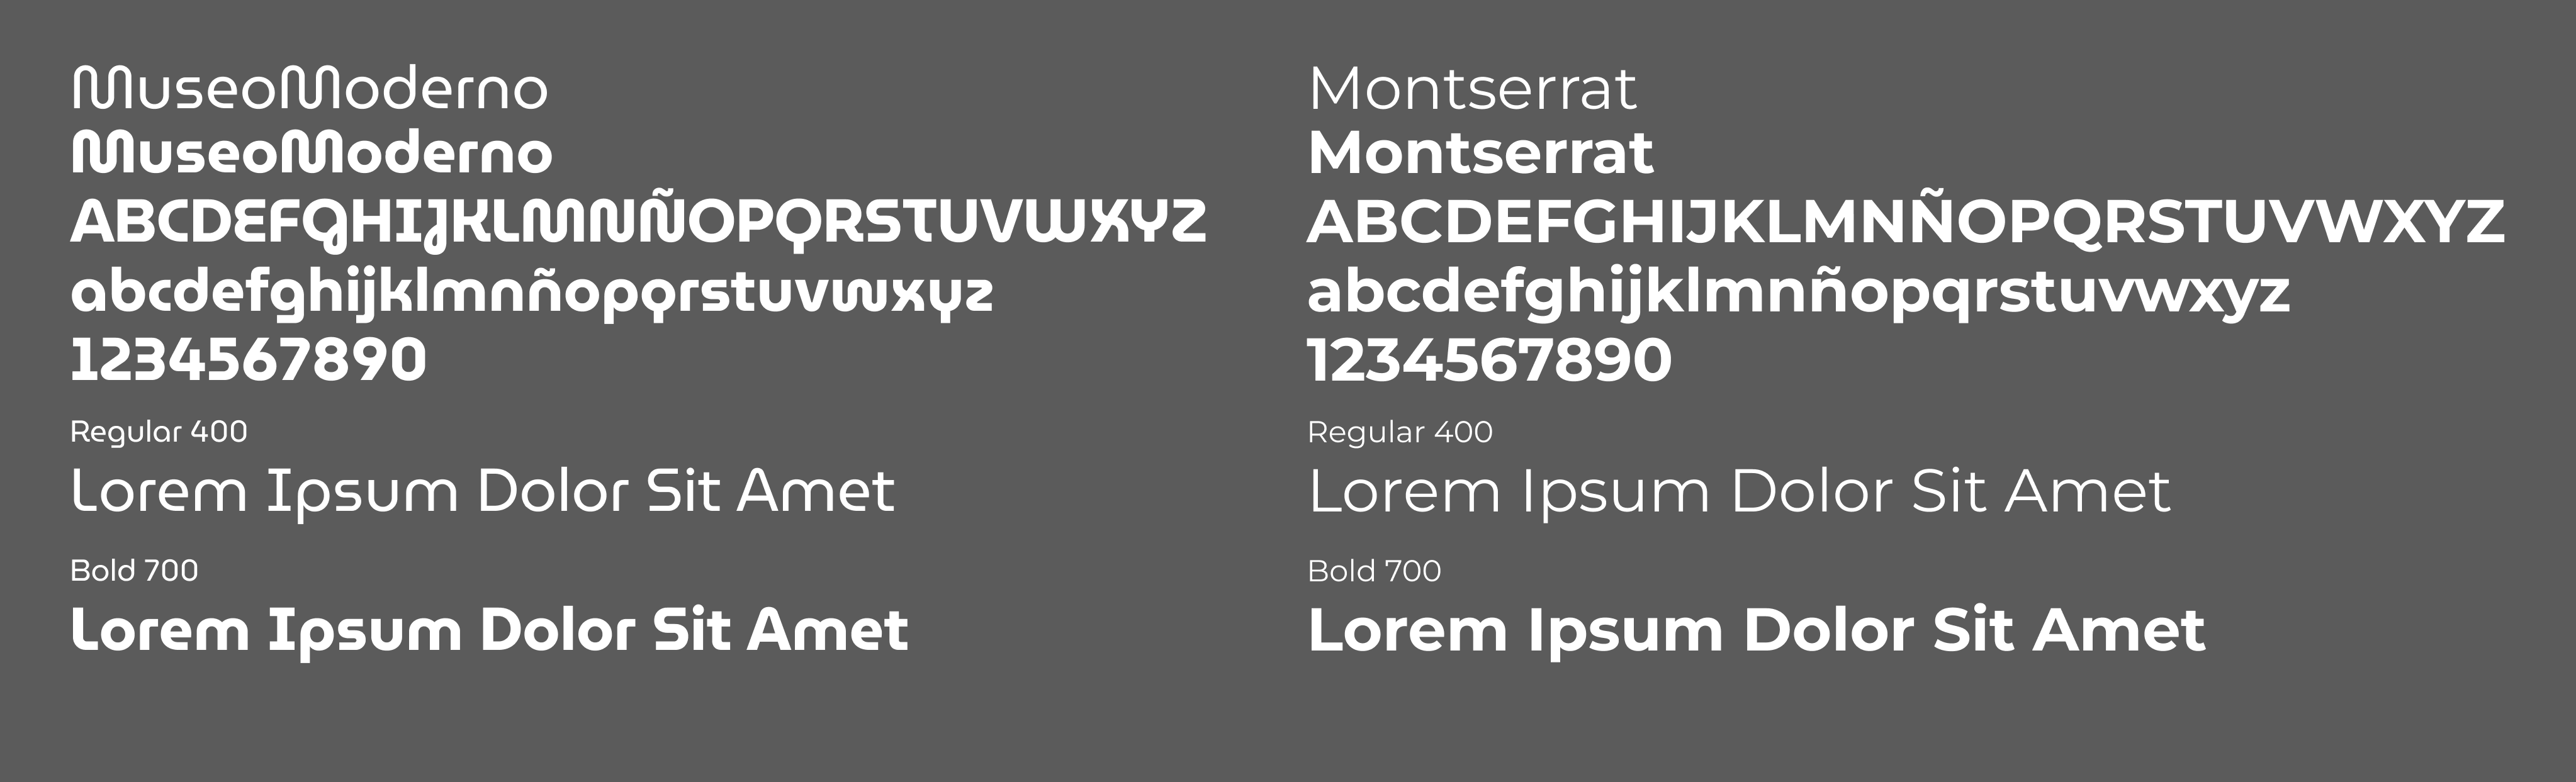 MuseoModerno
MuseoModerno
ABCDEFGHIJKLMNÑOPQRSTUVWXYZ
abcdefghijklmnñopqrstuvwxyz
1234567890
Regular 400
Lorem Ipsum Dolor Sit Amet
Bold 700
Lorem Ipsum Dolor Sit Amet
Montserrat
Montserrat
ABCDEFGHIJKLMNÑOPQRSTUVWXYZ
abcdefghijklmnñopqrstuvwxyz
1234567890
Regular 400
Lorem Ipsum Dolor Sit Amet
Bold 700
Lorem Ipsum Dolor Sit Amet